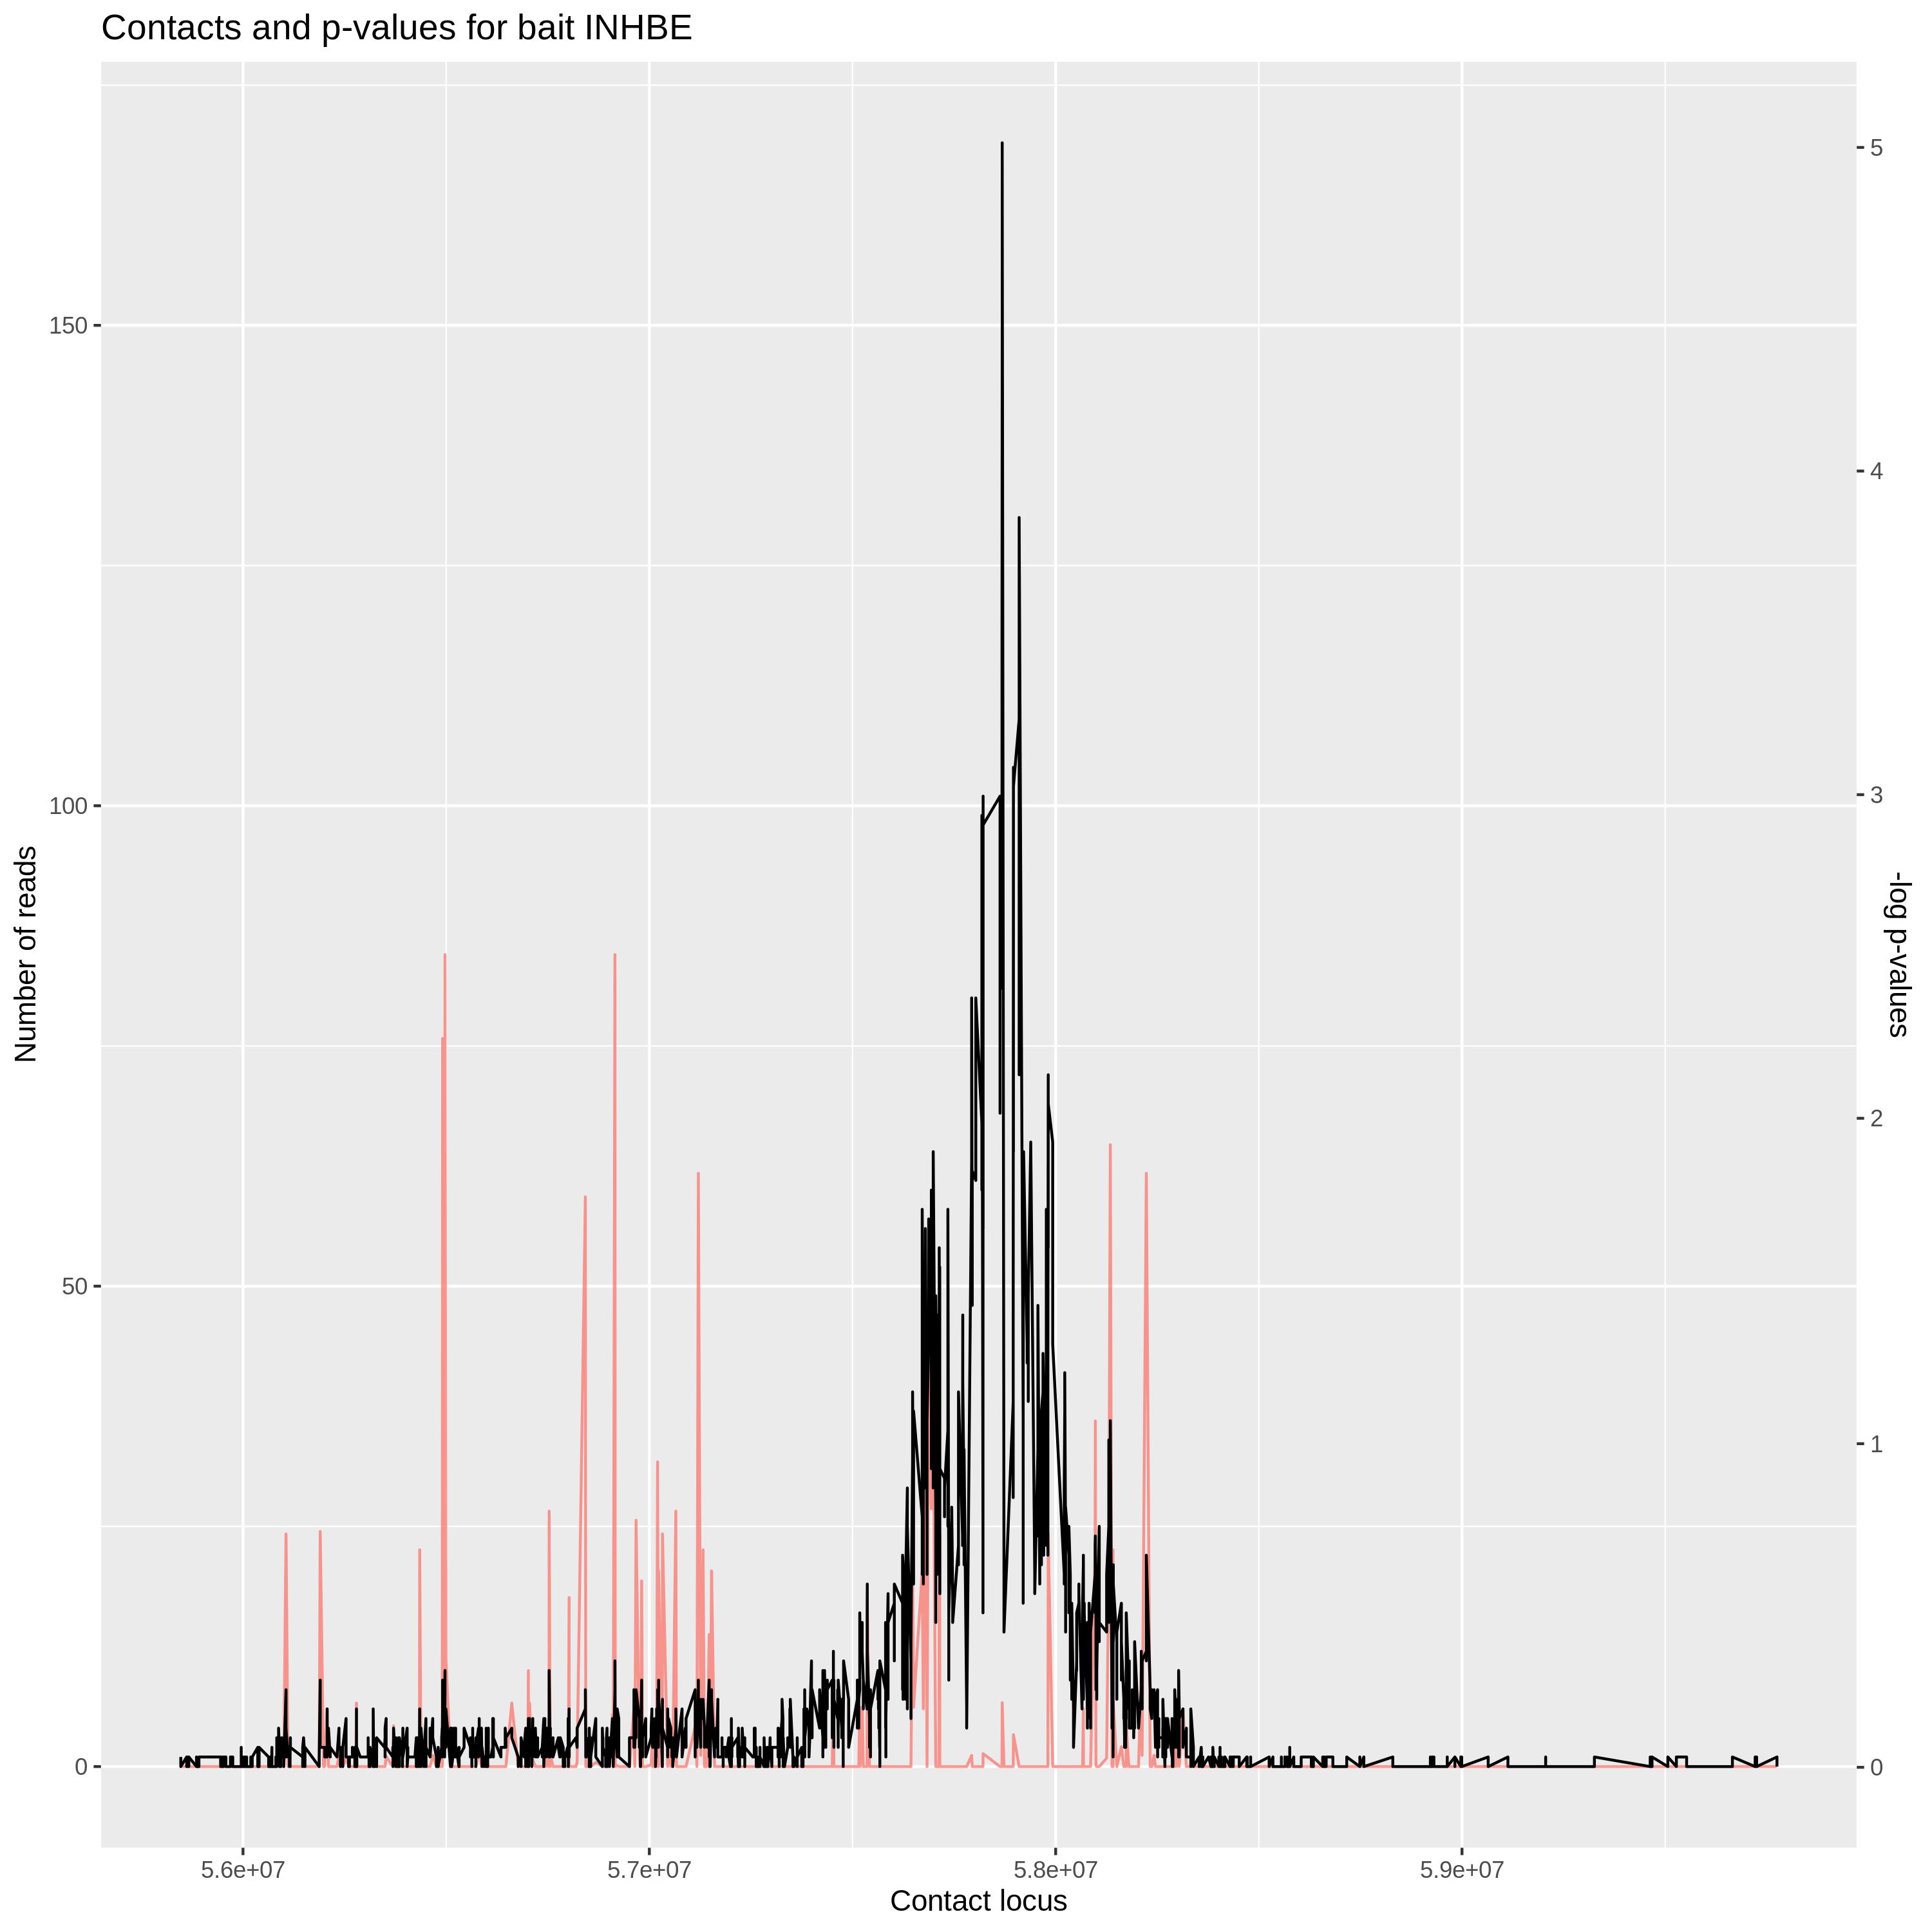 Contacts and p-values for bait INHBE
Number of reads
150
100
50
0
5
4
3
2
1
0
-log p-values
5.6e+07
5.7e+07
5.8e+07
5.9e+07
Contact locus